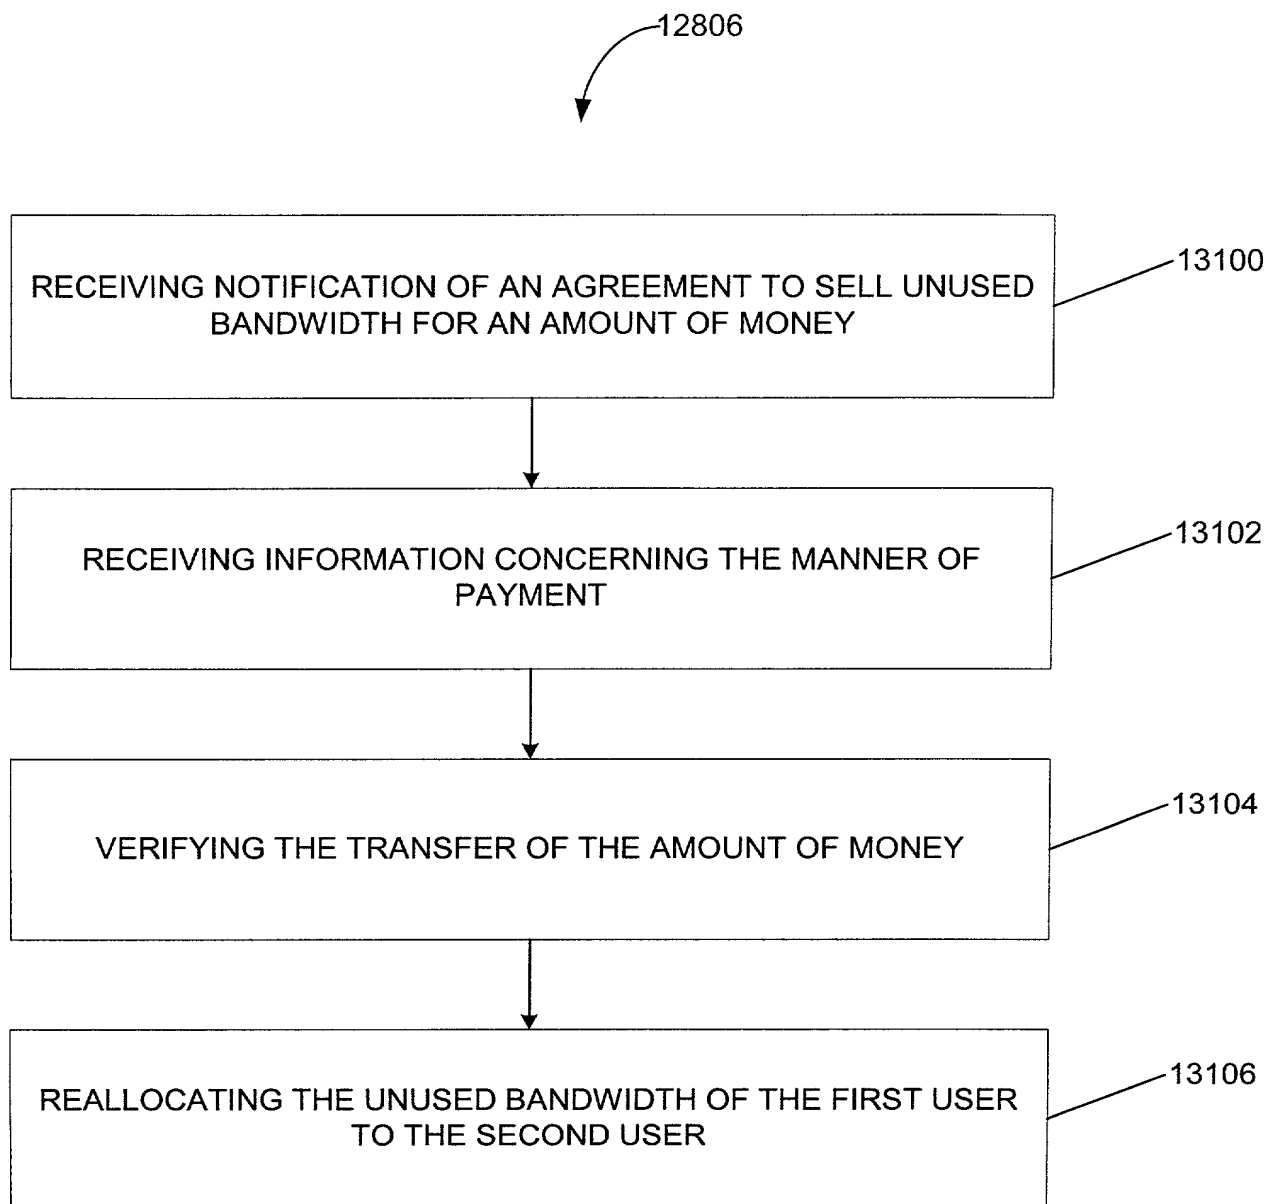 12806
RECEIVING NOTIFICATION OF AN AGREEMENT TO SELL UNUSED
BANDWIDTH FOR AN AMOUNT OF MONEY
13100
RECEIVING INFORMATION CONCERNING THE MANNER OF
PAYMENT
13102
VERIFYING THE TRANSFER OF THE AMOUNT OF MONEY
13104
REALLOCATING THE UNUSED BANDWIDTH OF THE FIRST USER
TO THE SECOND USER
13106